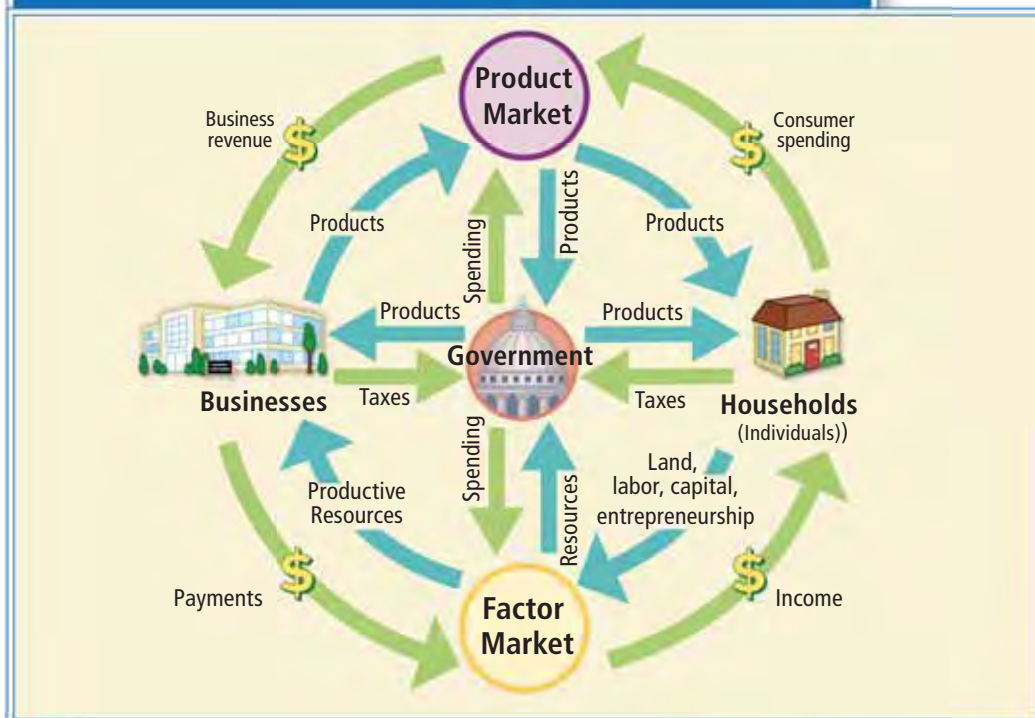 Product
Market
Business
revenue
$
Consumer
spending
$
Products
Spending
Products
Products
Products
Government
Products
Businesses
Taxes
Taxes
Households
(Individuals))
Spending
Resources
Productive
Resources
Land,
labor, capital,
entrepreneurship
Payments
$
Factor
Market
$
Income